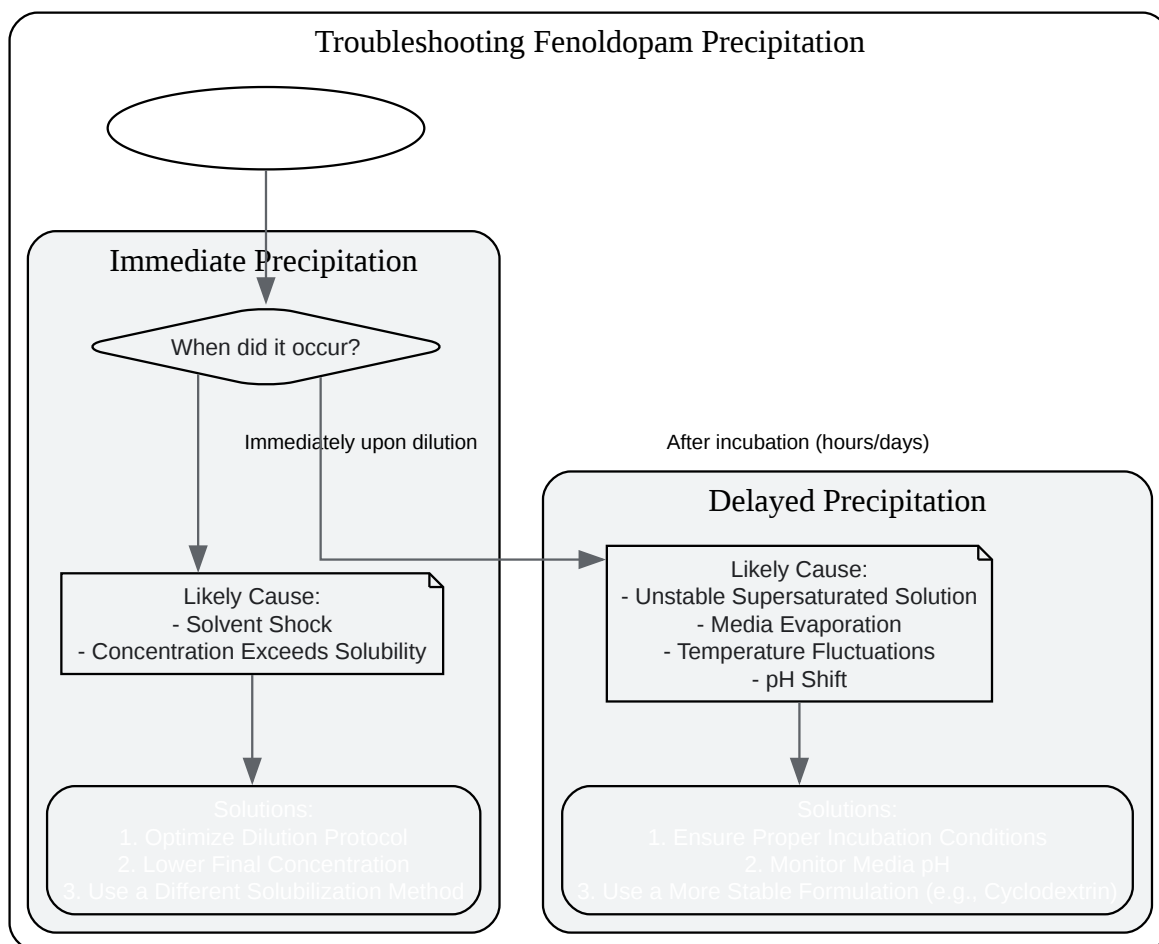 Troubleshooting Fenoldopam Precipitation
Immediate Precipitation
When did it occur?
Immediately upon dilution
After incubation (hours/days)
Delayed Precipitation
Likely Cause:
- Solvent Shock
- Concentration Exceeds Solubility
Likely Cause:
- Unstable Supersaturated Solution
- Media Evaporation
- Temperature Fluctuations
- pH Shift
Solutions:
1. Optimize Dilution Protocol
2. Lower Final Concentration
3. Use a Different Solubilization Method
Solutions:
1. Ensure Proper Incubation Conditions
2. Monitor Media pH
3. Use a More Stable Formulation (e.g., Cyclodextrin)